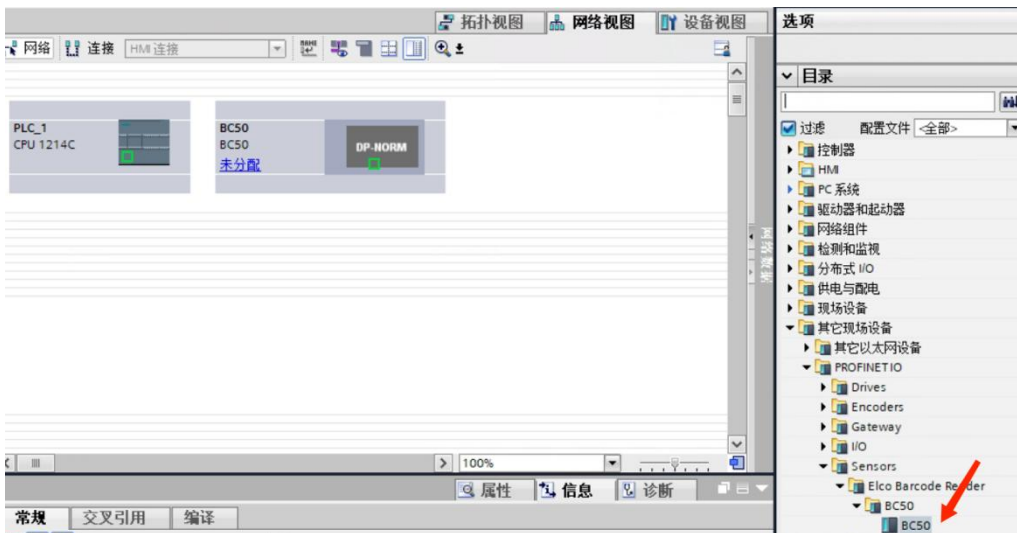 拓扑视图 网络视图 设备视图
网络 连接 HMI 连接
PLC_1
CPU 1214C
BC50
BC50
未分配
DP-NORM
网络数据
100%
属性 信息 诊断
常规 交叉引用 编译
选项
目录
过滤 配置文件 <全部>
控制器
HMI
PC 系统
驱动器和起动器
网络组件
检测和监视
分布式 I/O
供电与配电
现场设备
其它现场设备
其它以太网设备
PROFINET IO
Drives
Encoders
Gateway
I/O
Sensors
Elco Barcode Reader
BC50
BC50